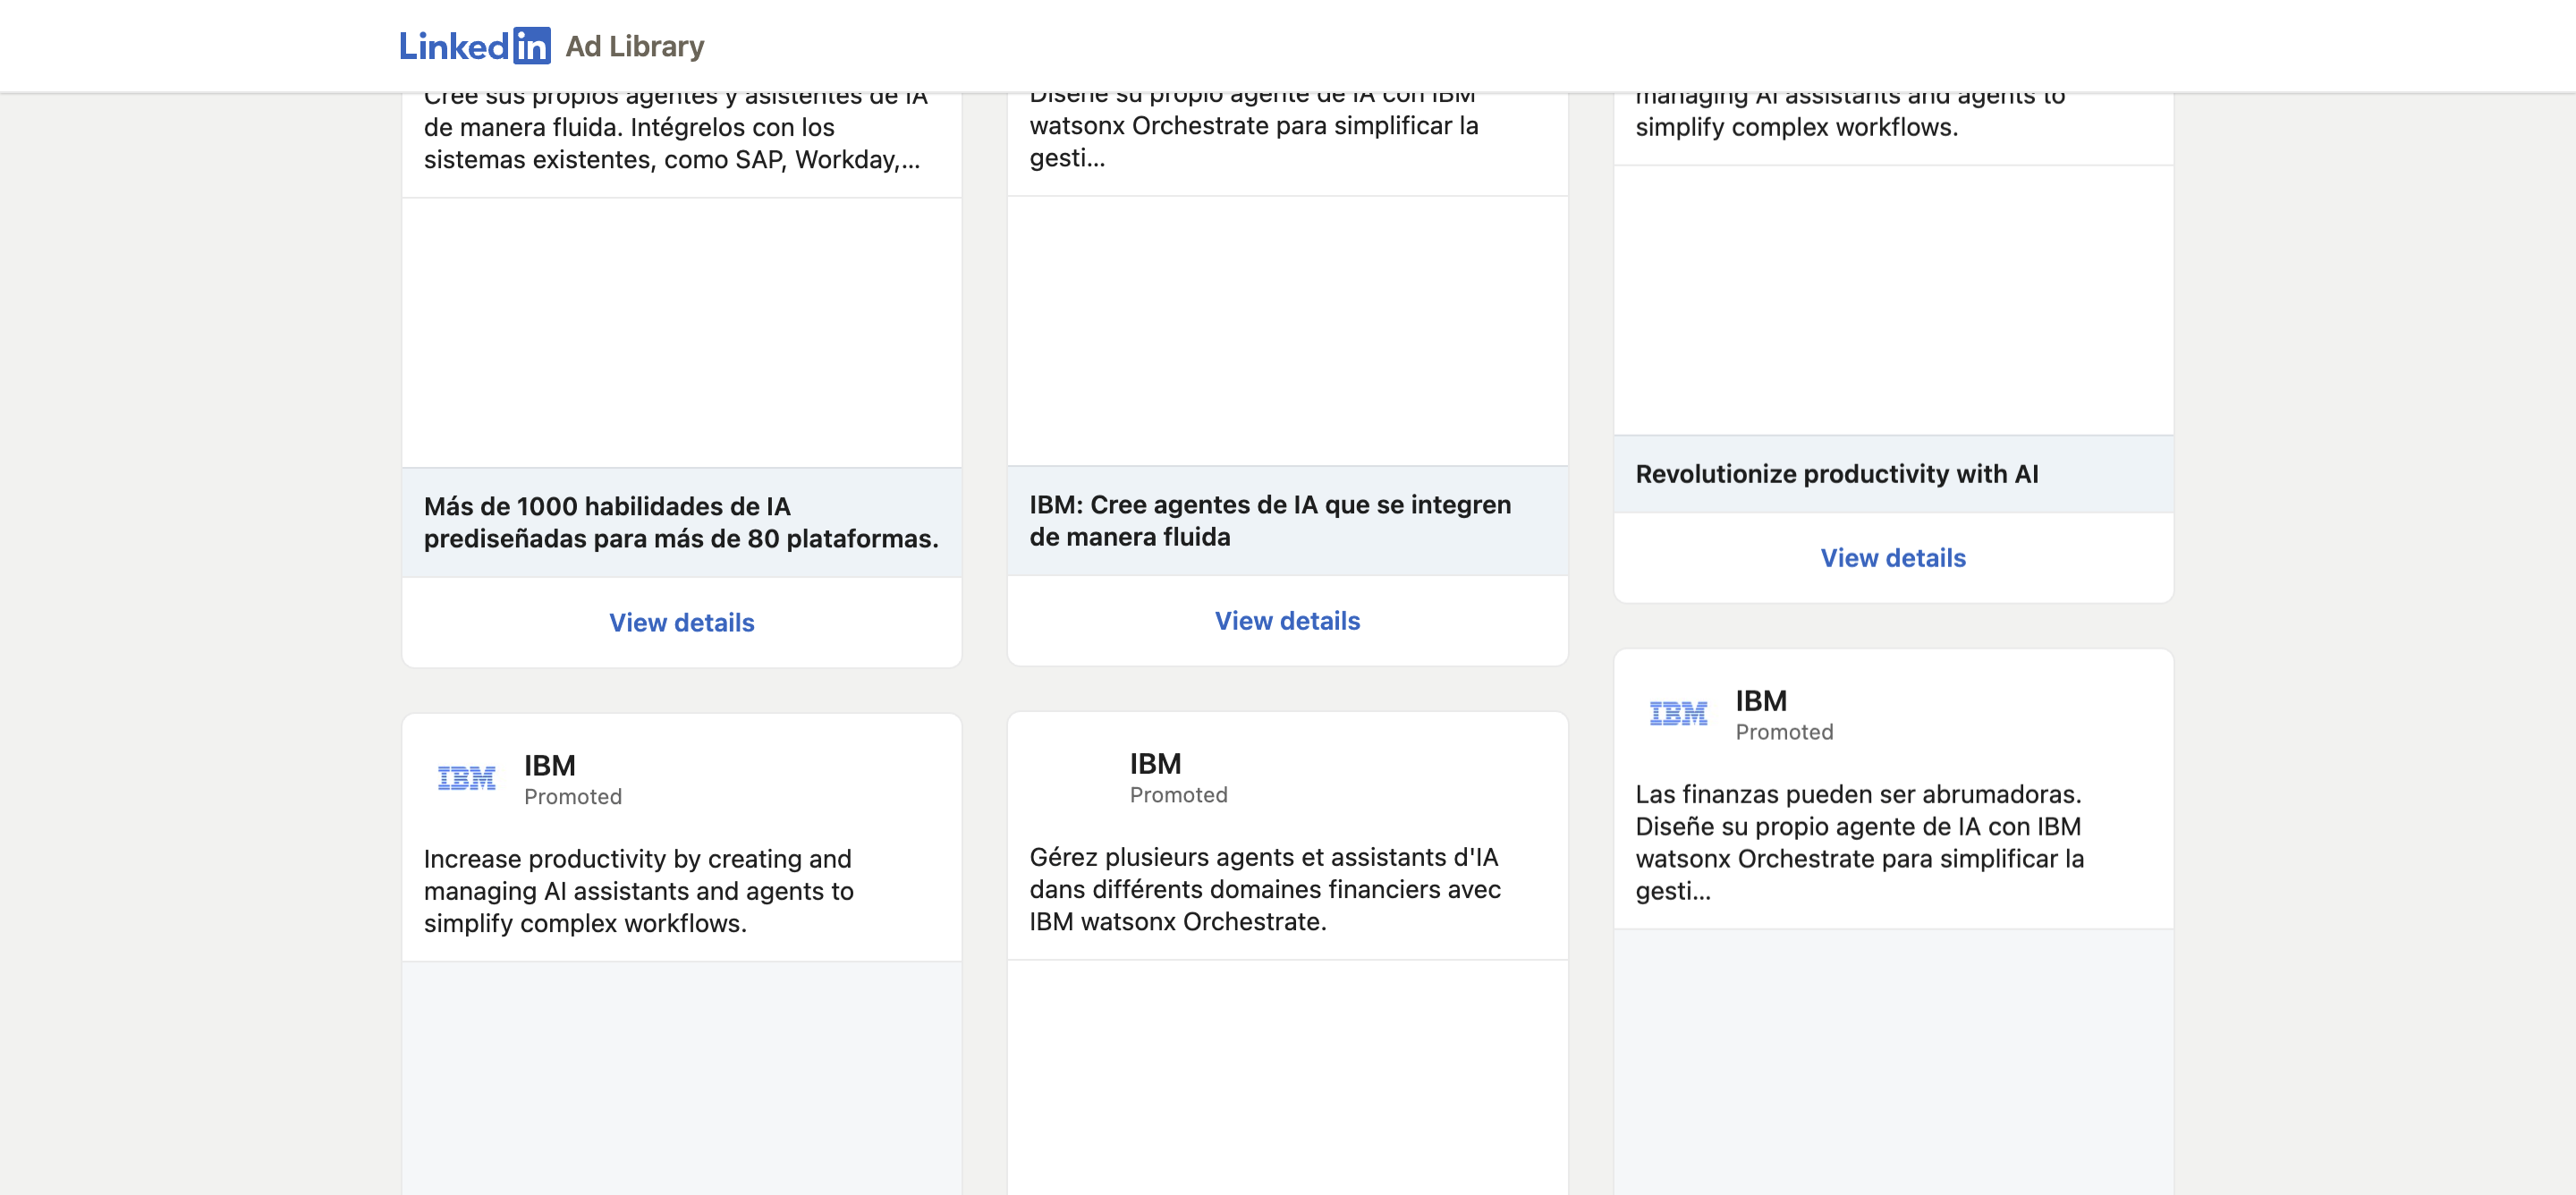 LinkedIn Ad Library
Cree sus propios agentes y asistentes de IA
de manera fluida. Intégrelos con los
sistemas existentes, como SAP, Workday,...
Más de 1000 habilidades de IA
prediseñadas para más de 80 plataformas.
View details
IBM
IBM
Promoted
Increase productivity by creating and
managing AI assistants and agents to
simplify complex workflows.
Diseñe su propio agente de IA con IBM
watsonx Orchestrate para simplificar la
gesti...
IBM: Cree agentes de IA que se integren
de manera fluida
View details
IBM
Promoted
Gérez plusieurs agents et assistants d'IA
dans différents domaines financiers avec
IBM watsonx Orchestrate.
managing AI assistants and agents to
simplify complex workflows.
Revolutionize productivity with AI
View details
IBM
IBM
Promoted
Las finanzas pueden ser abrumadoras.
Diseñe su propio agente de IA con IBM
watsonx Orchestrate para simplificar la
gesti...